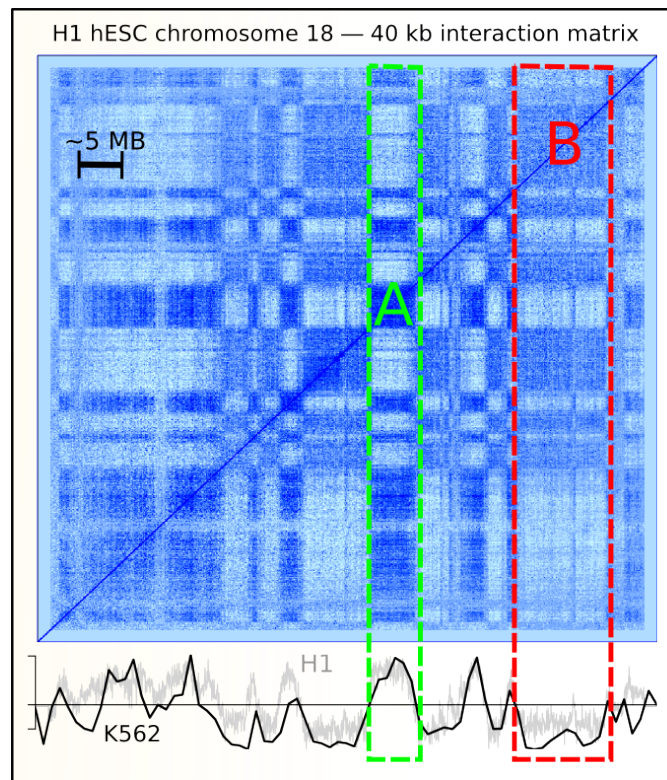 H1 hESC chromosome 18 — 40 kb interaction matrix
~5 MB
B
A
H1
K562